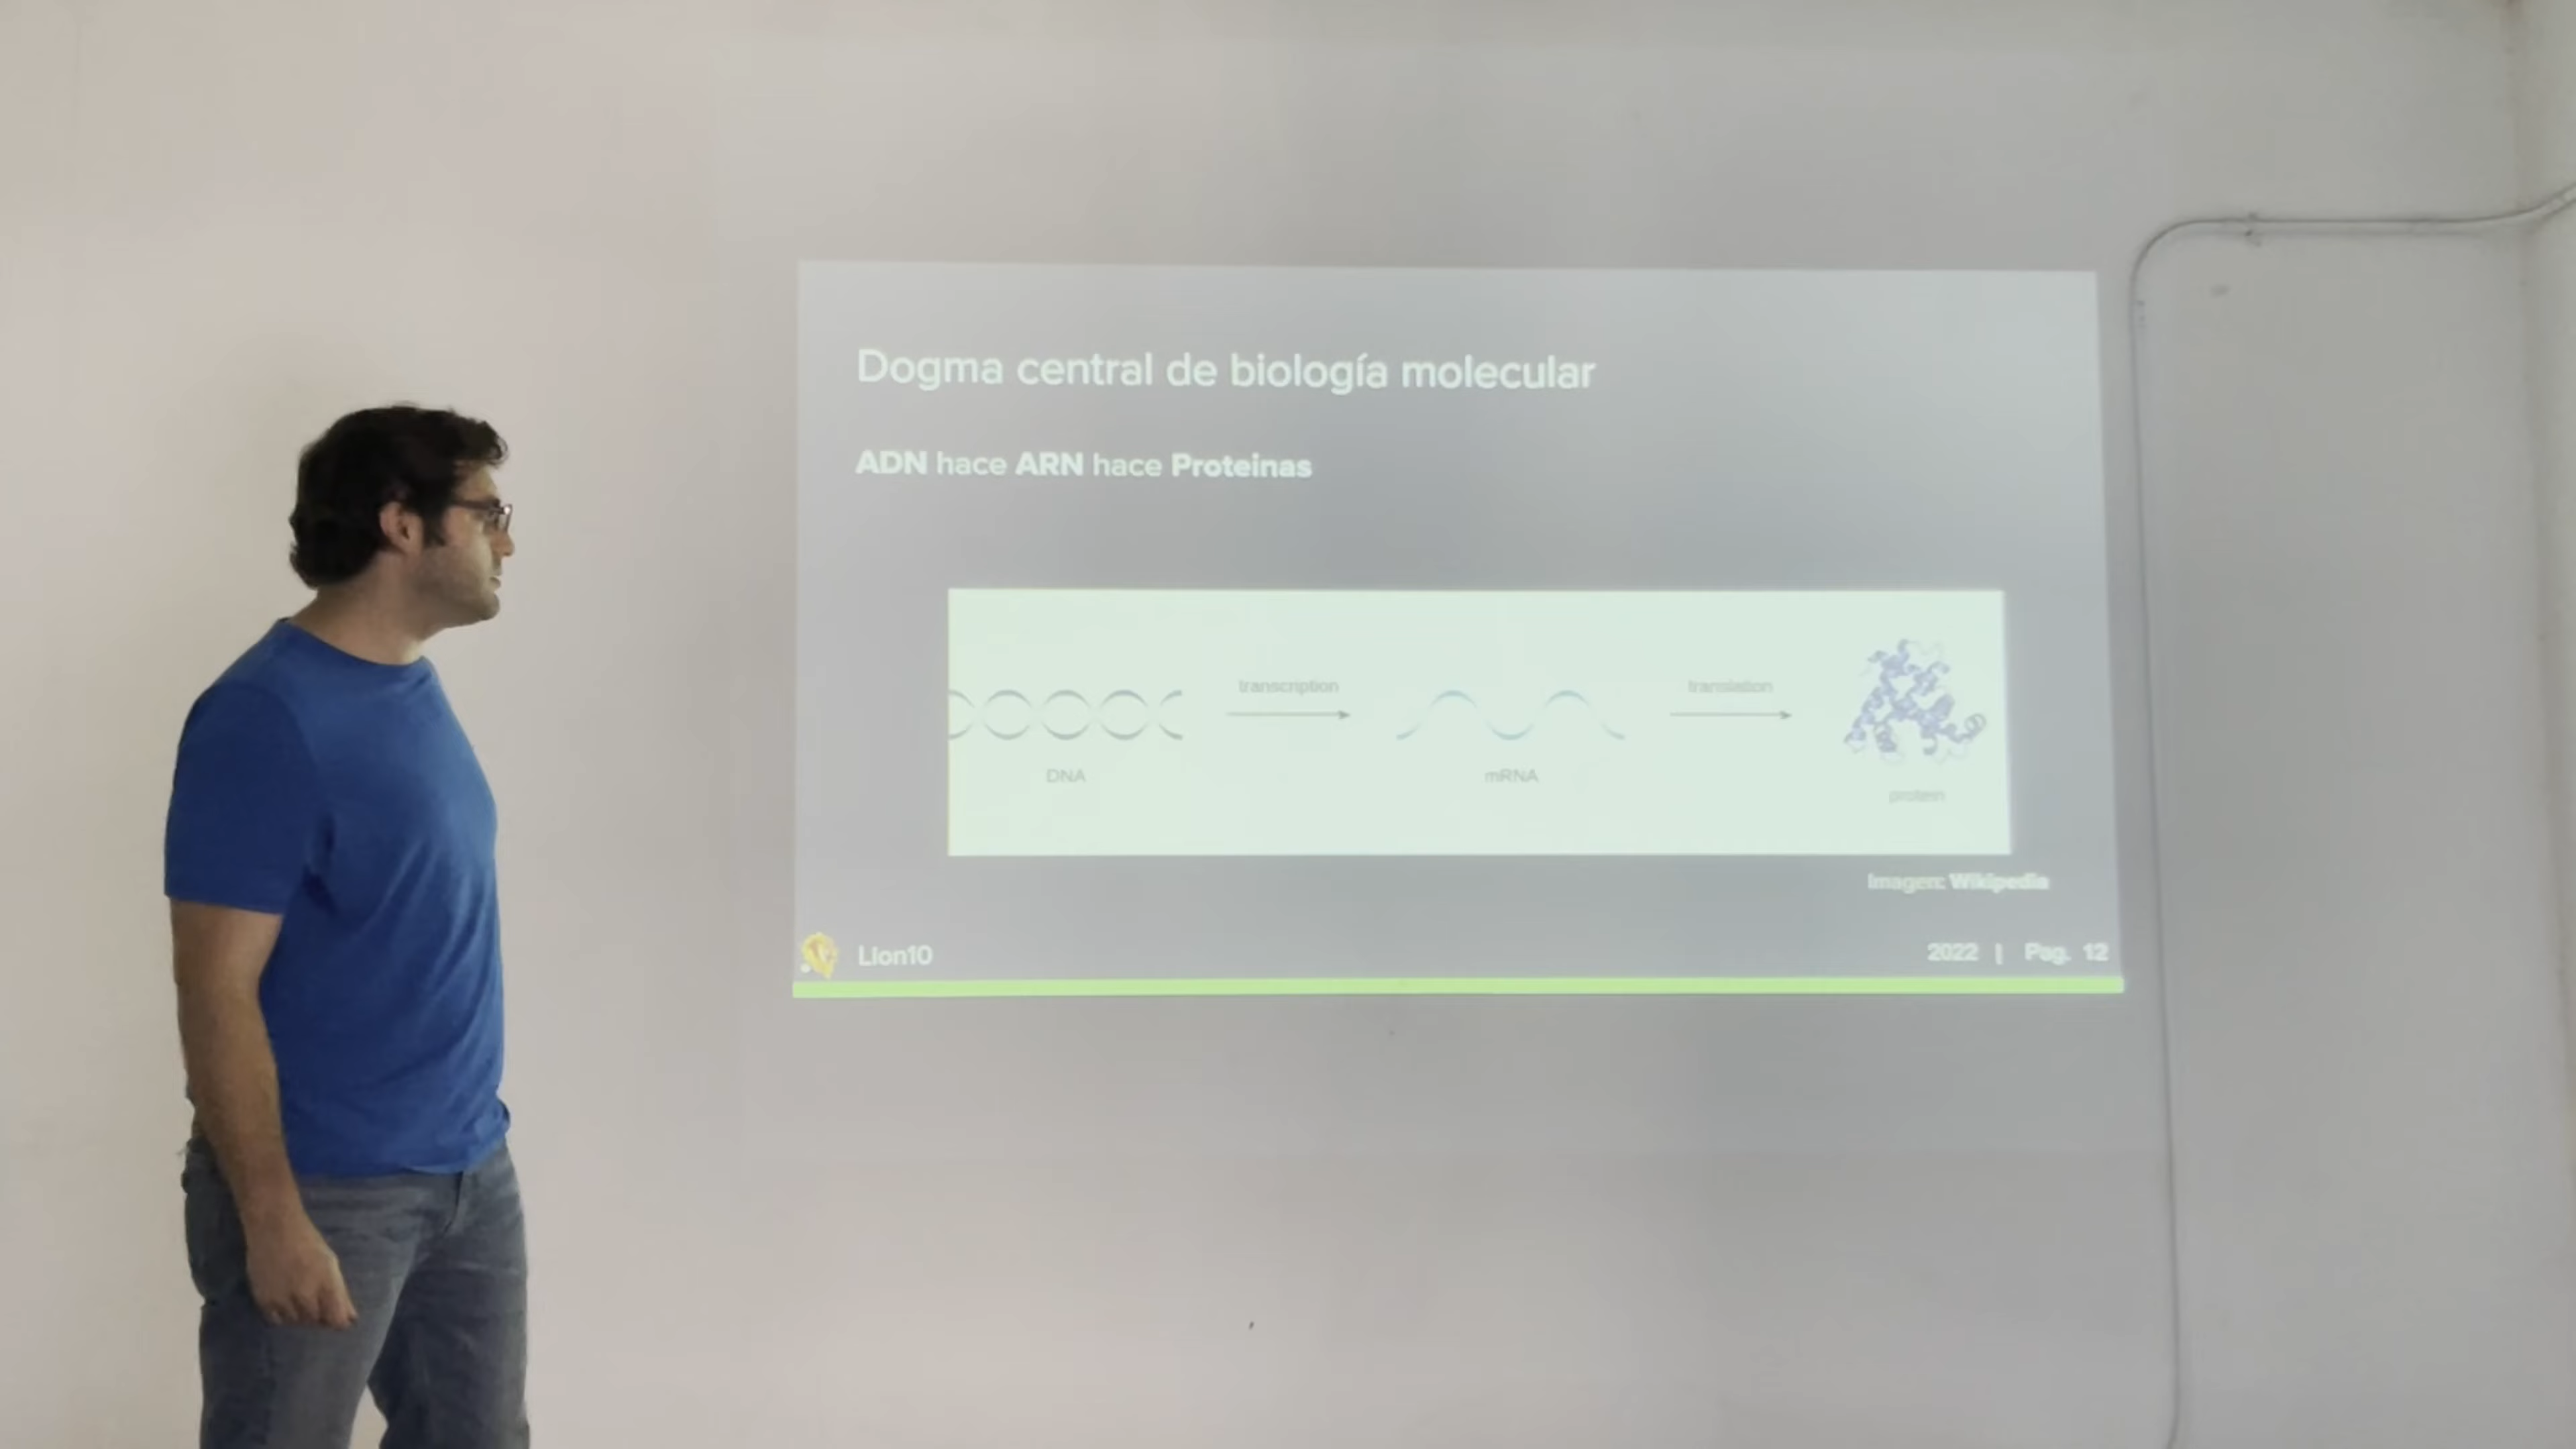 Dogma central de biología molecular
ADN hace ARN hace Proteinas
transcription
translation
DNA
mRNA
protein
Imagen: Wikipedia
Lion10
2022 | Pag. 12